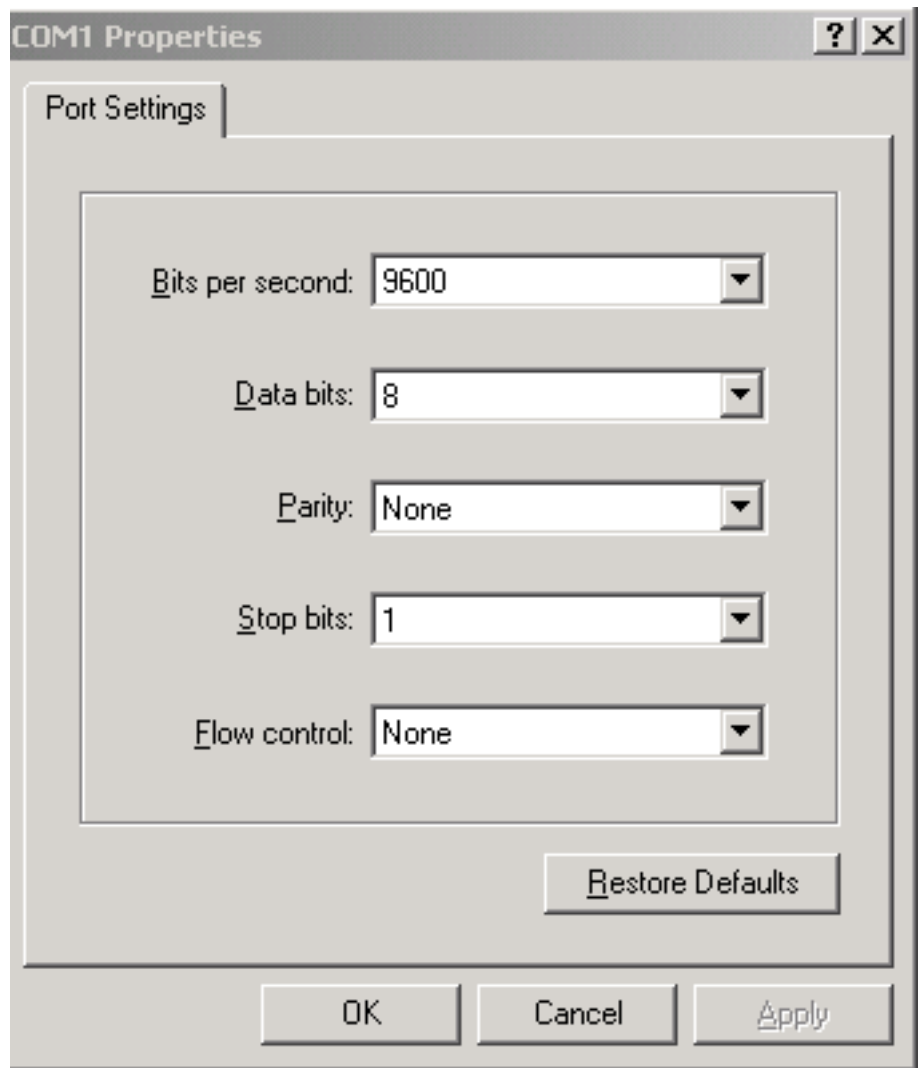 COM1 Properties
Port Settings
Bits per second: 9600
Data bits: 8
Parity: None
Stop bits: 1
Flow control: None
Restore Defaults
OK Cancel Apply